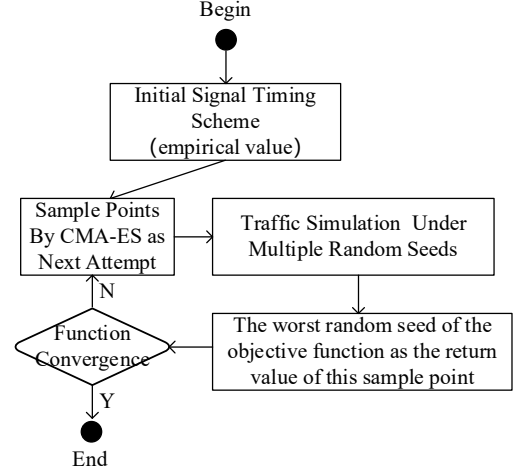 Begin
Initial Signal Timing
Scheme
(empirical value)
Sample Points
By CMA-ES as
Next Attempt
Traffic Simulation Under
Multiple Random Seeds
N
Function
Convergence
The worst random seed of the
objective function as the return
value of this sample point
Y
End